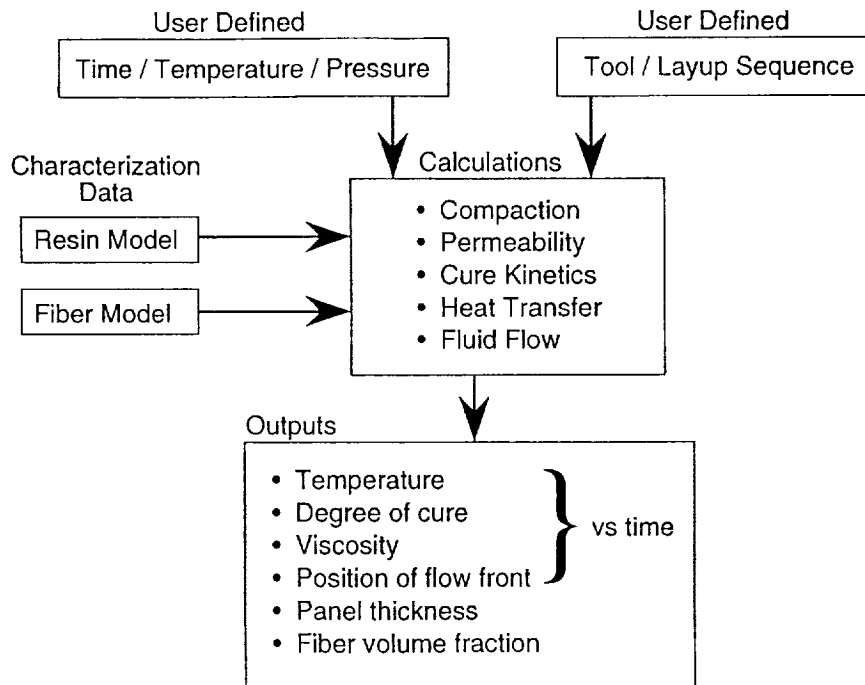 User Defined
Time / Temperature / Pressure
User Defined
Tool / Layup Sequence
Characterization
Data
Resin Model
Fiber Model
Calculations
• Compaction
• Permeability
• Cure Kinetics
• Heat Transfer
• Fluid Flow
Outputs
• Temperature
• Degree of cure
• Viscosity
• Position of flow front
vs time
• Panel thickness
• Fiber volume fraction